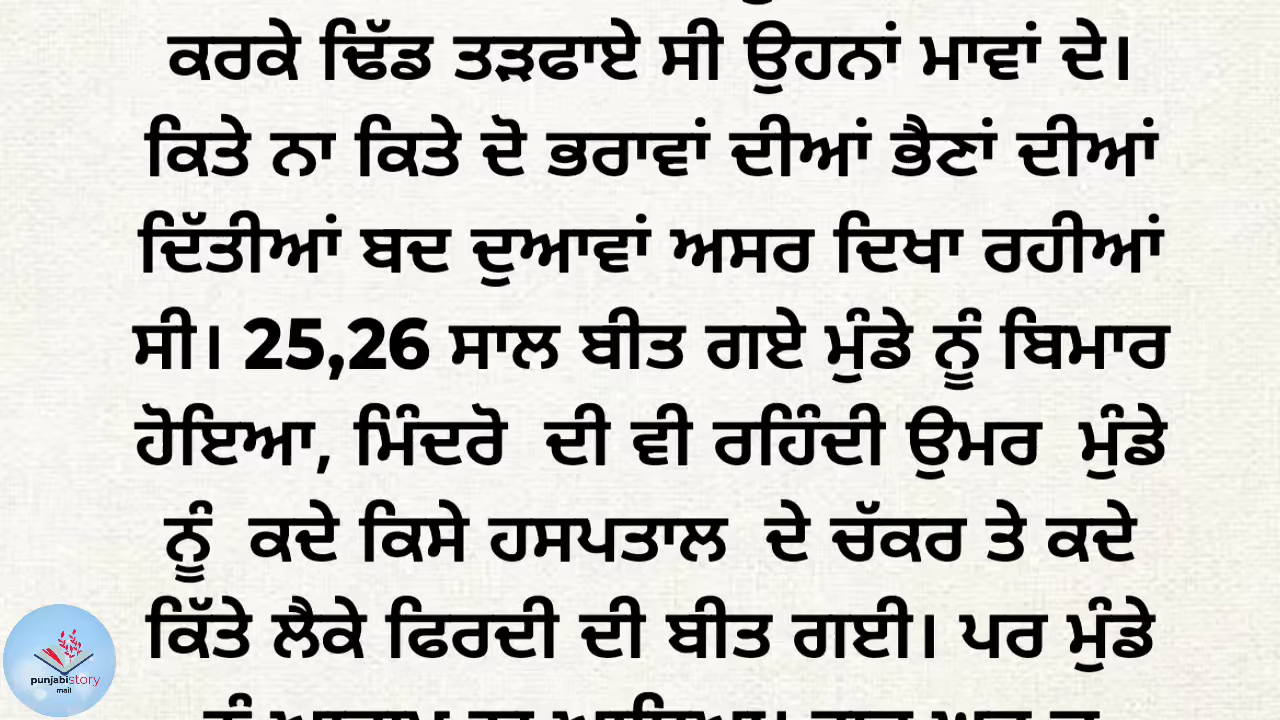 ਕਰਕੇ ਢਿੱਡ ਤੜਫਾਏ ਸੀ ਉਹਨਾਂ ਮਾਵਾਂ ਦੇ।
ਕਿਤੇ ਨਾ ਕਿਤੇ ਦੋ ਭਰਾਵਾਂ ਦੀਆਂ ਭੈਣਾਂ ਦੀਆਂ
ਦਿੱਤੀਆਂ ਬਦ ਦੁਆਵਾਂ ਅਸਰ ਦਿਖਾ ਰਹੀਆਂ
ਸੀ। 25,26 ਸਾਲ ਬੀਤ ਗਏ ਮੁੰਡੇ ਨੂੰ ਬਿਮਾਰ
ਹੋਇਆ, ਮਿੰਦਰੋ ਦੀ ਵੀ ਰਹਿੰਦੀ ਉਮਰ ਮੁੰਡੇ
ਨੂੰ ਕਦੇ ਕਿਸੇ ਹਸਪਤਾਲ ਦੇ ਚੱਕਰ ਤੇ ਕਦੇ
ਕਿੱਤੇ ਲੈਕੇ ਫਿਰਦੀ ਦੀ ਬੀਤ ਗਈ। ਪਰ ਮੁੰਡੇ
punjabistory
mail